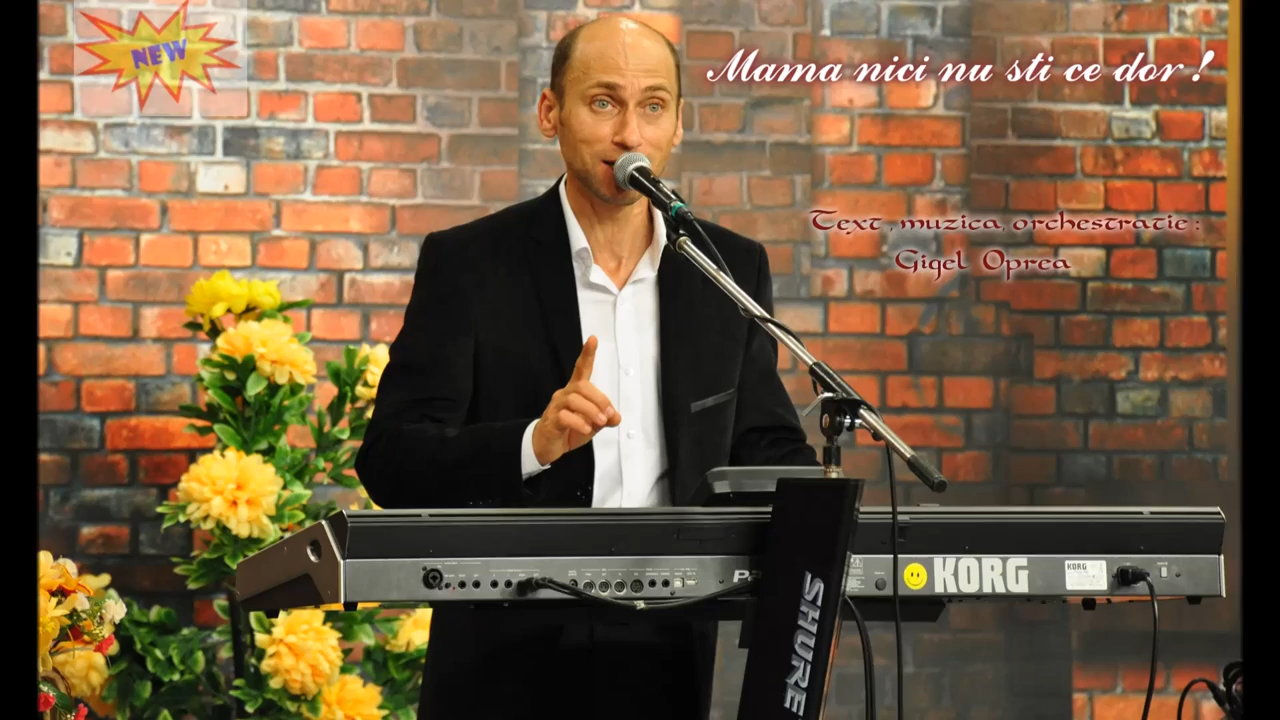 NEW
Mama nici nu sti ce dor !
Text , muzica, orchestratie :
Gigel Oprea
KORG
KORG
SHURE